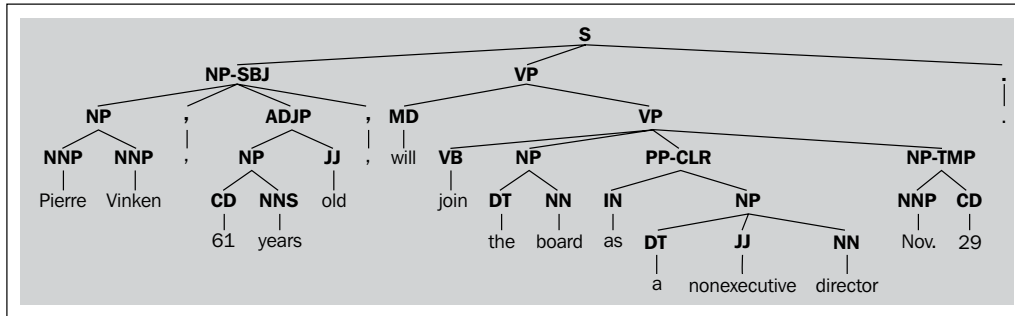 S
NP-SBJ VP .
NP , ADJP , MD VP .
NNP NNP , NP JJ , will VB NP PP-CLR NP-TMP
Pierre Vinken CD NNS old join DT NN IN NP NNP CD
61 years the board as DT JJ NN Nov. 29
a nonexecutive director